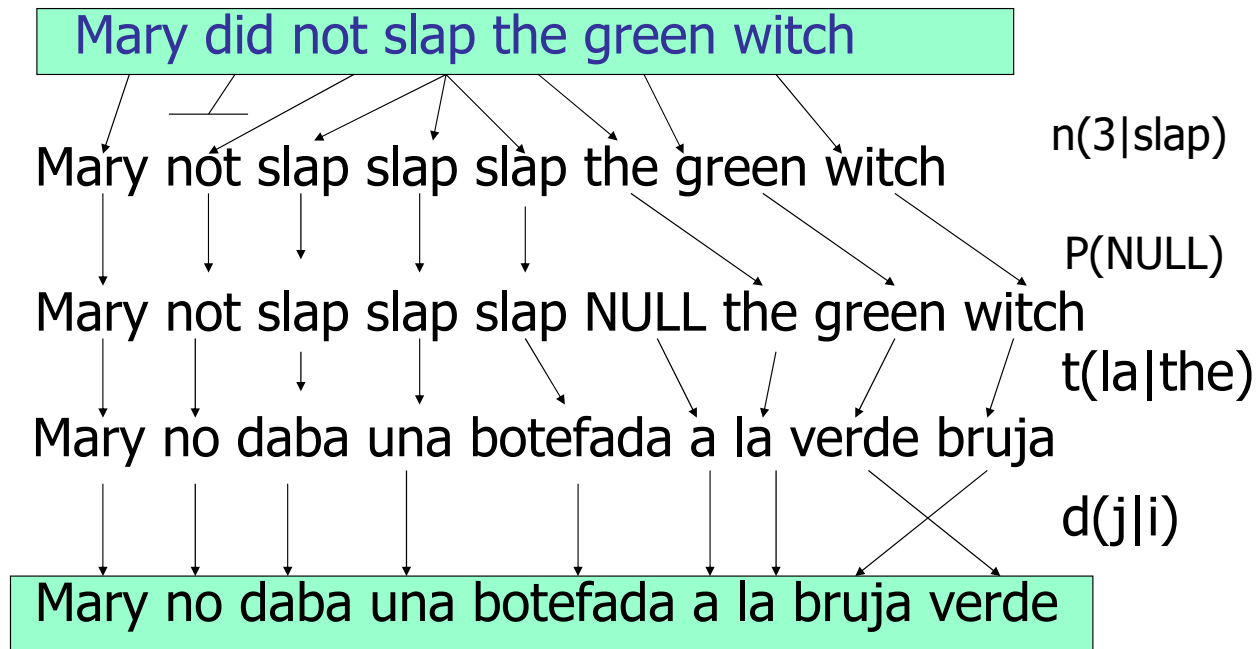 Mary did not slap the green witch
n(3|slap)
Mary not slap slap slap the green witch
P(NULL)
Mary not slap slap slap NULL the green witch
t(la|the)
Mary no daba una botefada a la verde bruja
d(j|i)
Mary no daba una botefada a la bruja verde